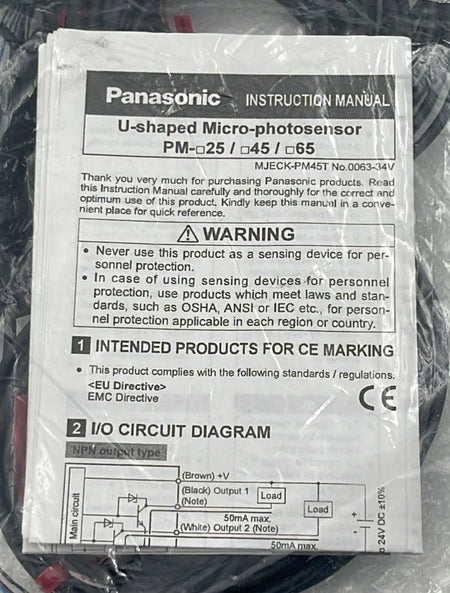 Panasonic INSTRUCTION MANUAL
U-shaped Micro-photosensor
PM-□25 / □45 / □65
MJECK-PM45T No.0063-34V
Thank you very much for purchasing Panasonic products. Read
this Instruction Manual carefully and thoroughly for the correct and
optimum use of this product. Kindly keep this manual in a conve-
nient place for quick reference.
⚠ WARNING
• Never use this product as a sensing device for per-
sonnel protection.
• In case of using sensing devices for personnel
protection, use products which meet laws and stan-
dards, such as OSHA, ANSI or IEC etc., for person-
nel protection applicable in each region or country.
1 INTENDED PRODUCTS FOR CE MARKING
• This product complies with the following standards / regulations.
<EU Directive>
EMC Directive
CE
2 I/O CIRCUIT DIAGRAM
NPN output type
(Brown) +V
(Black) Output 1
(Note)
Load
Load
50mA max.
(White) Output 2 (Note)
50mA max.
Main circuit
+
-
24V DC ±10%